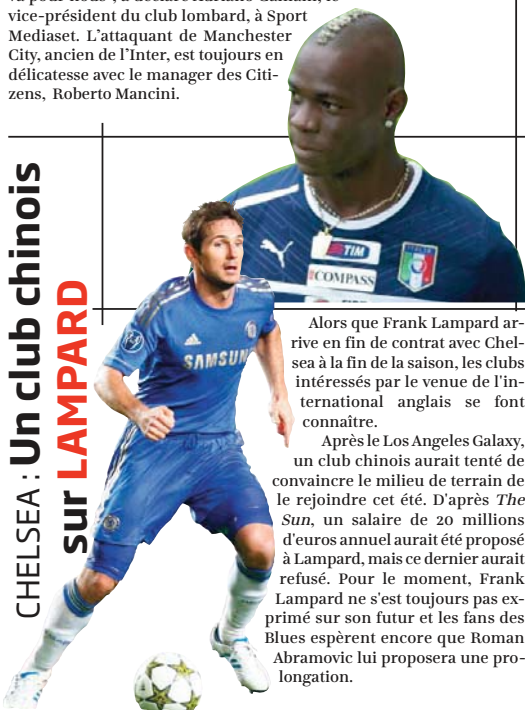 vice-président du club lombard, à Sport
Mediaset. L'attaquant de Manchester
City, ancien de l'Inter, est toujours en
délicatesse avec le manager des Citi-
zens, Roberto Mancini.
TIM
COMPASS
ITALIA
CHELSEA : Un club chinois
sur LAMPARD
SAMSUN
Alors que Frank Lampard ar-
rive en fin de contrat avec Chel-
sea à la fin de la saison, les clubs
intéressés par le venue de l'in-
ternational anglais se font
connaître.
Après le Los Angeles Galaxy,
un club chinois aurait tenté de
convaincre le milieu de terrain de
le rejoindre cet été. D'après The
Sun, un salaire de 20 millions
d'euros annuel aurait été proposé
à Lampard, mais ce dernier aurait
refusé. Pour le moment, Frank
Lampard ne s'est toujours pas ex-
primé sur son futur et les fans des
Blues espèrent encore que Roman
Abramovic lui proposera une pro-
longation.